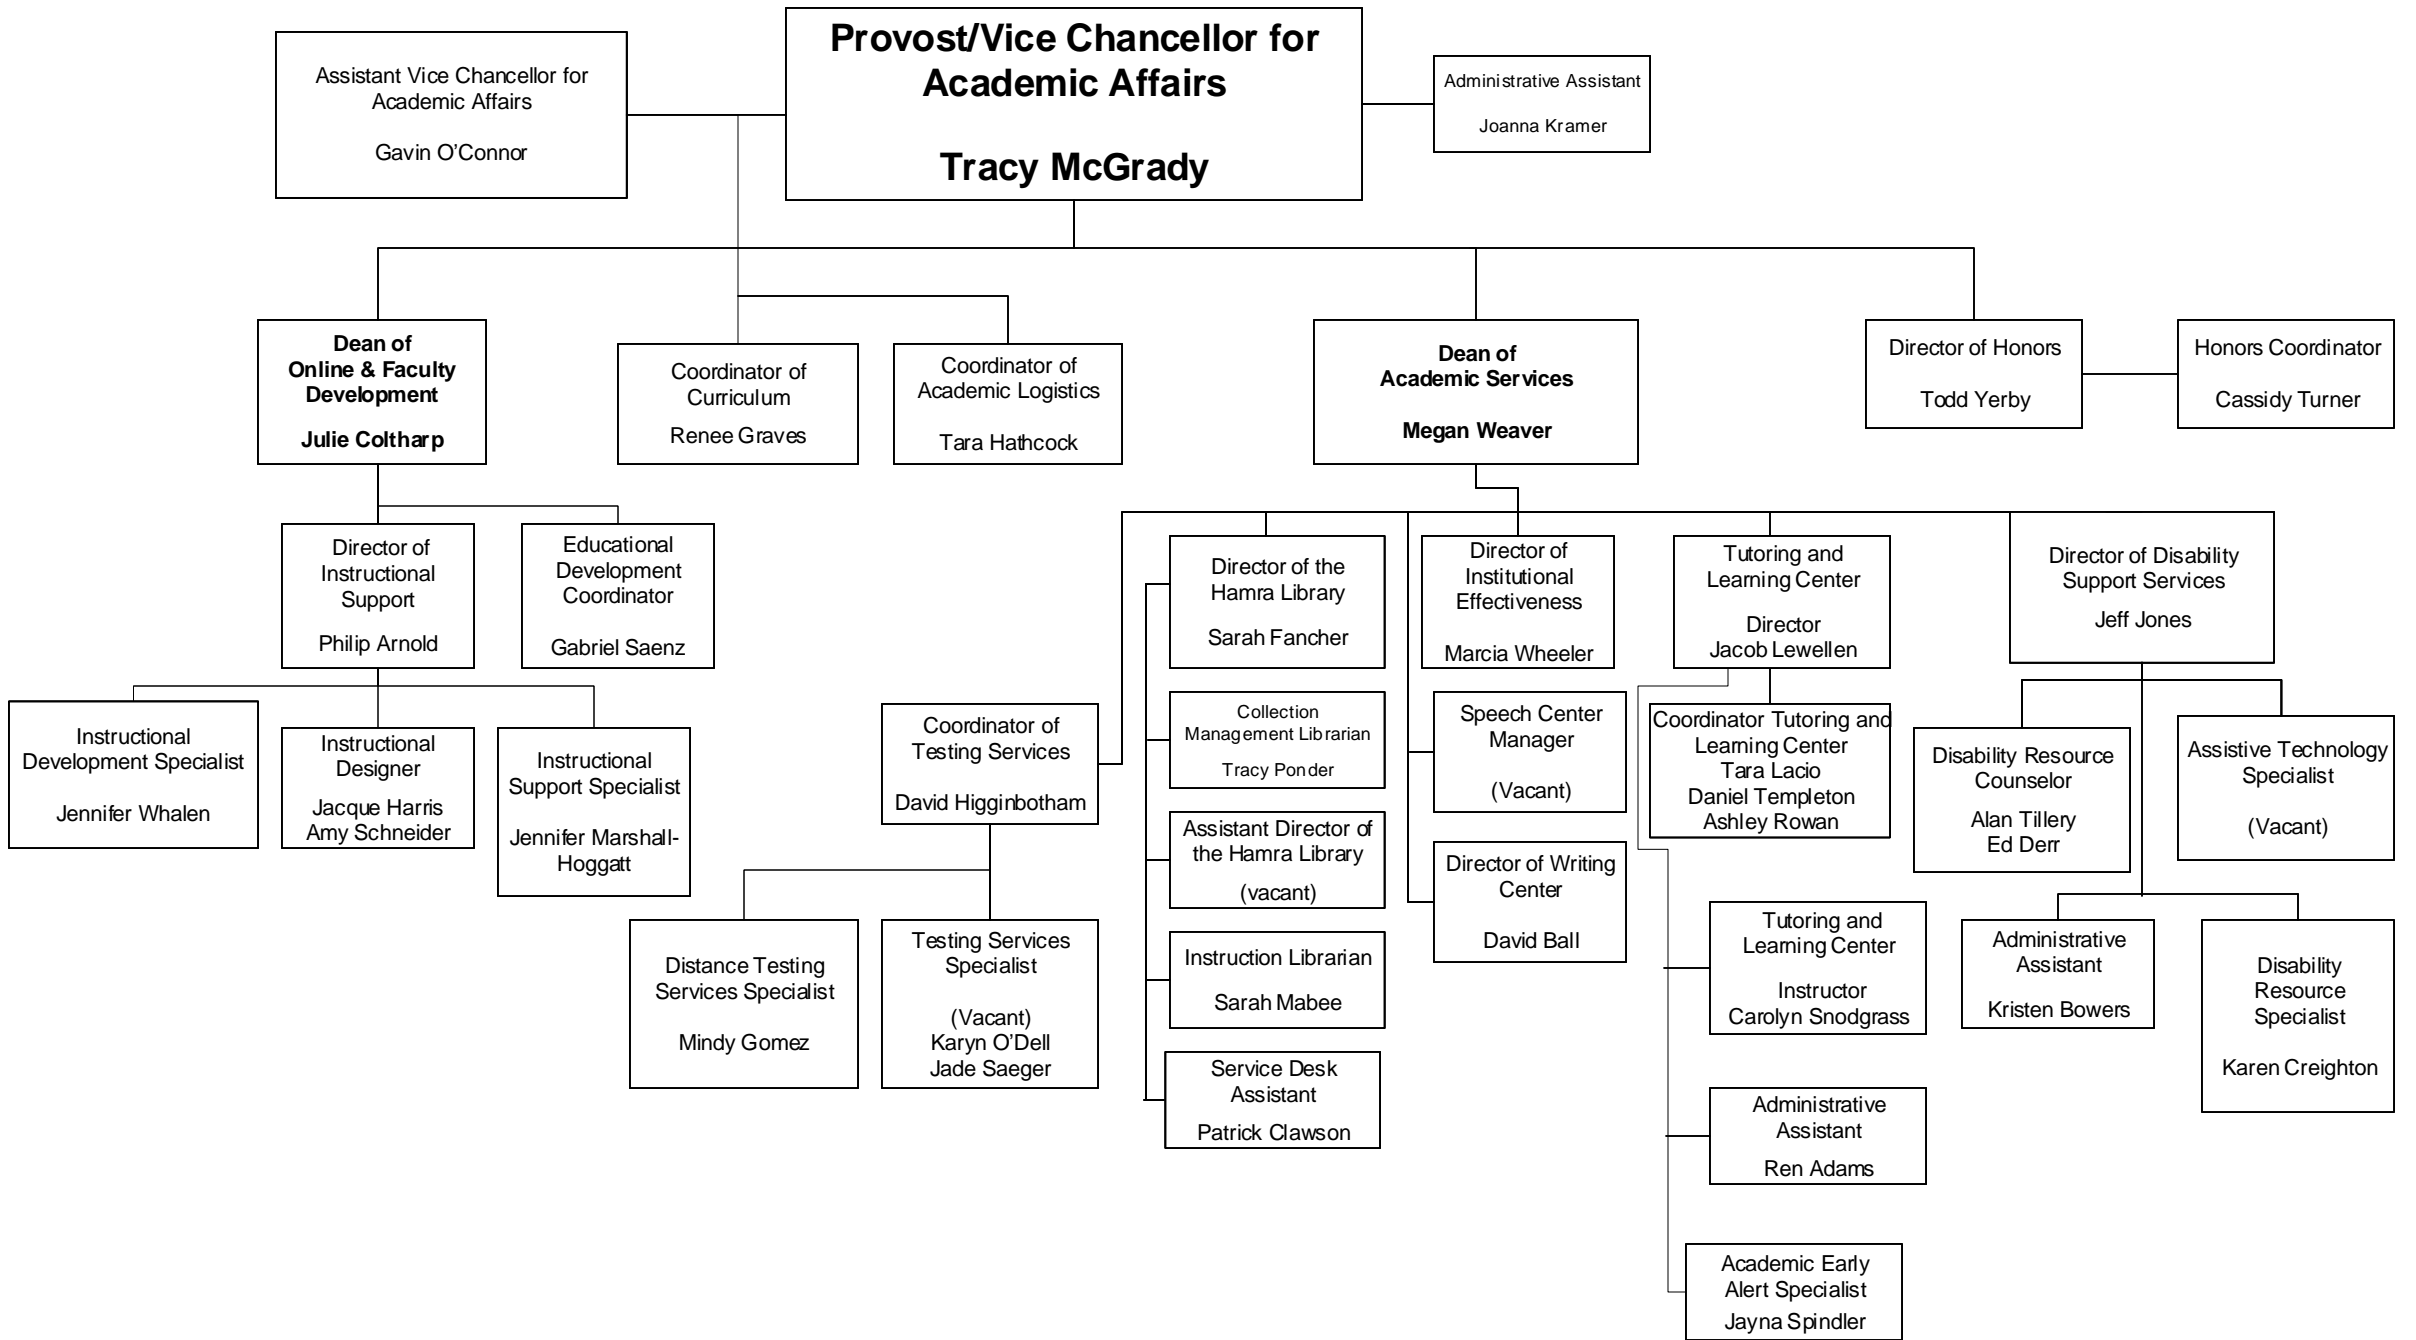 Provost/Vice Chancellor for
Academic Affairs
Tracy McGrady
Assistant Vice Chancellor for
Academic Affairs
Gavin O’Connor
Administrative Assistant
Joanna Kramer
Dean of
Online & Faculty
Development
Julie Coltharp
Coordinator of
Curriculum
Renee Graves
Coordinator of
Academic Logistics
Tara Hathcock
Dean of
Academic Services
Megan Weaver
Director of Honors
Todd Yerby
Honors Coordinator
Cassidy Turner
Director of
Instructional
Support
Philip Arnold
Educational
Development
Coordinator
Gabriel Saenz
Instructional
Development Specialist
Jennifer Whalen
Instructional
Designer
Jacque Harris
Amy Schneider
Instructional
Support Specialist
Jennifer Marshall-
Hoggatt
Coordinator of
Testing Services
David Higginbotham
Distance Testing
Services Specialist
Mindy Gomez
Testing Services
Specialist
(Vacant)
Karyn O’Dell
Jade Saeger
Director of the
Hamra Library
Sarah Fancher
Collection
Management Librarian
Tracy Ponder
Assistant Director of
the Hamra Library
(vacant)
Instruction Librarian
Sarah Mabee
Service Desk
Assistant
Patrick Clawson
Director of
Institutional
Effectiveness
Marcia Wheeler
Speech Center
Manager
(Vacant)
Director of Writing
Center
David Ball
Tutoring and
Learning Center
Director
Jacob Lewellen
Coordinator Tutoring and
Learning Center
Tara Lacio
Daniel Templeton
Ashley Rowan
Tutoring and
Learning Center
Instructor
Carolyn Snodgrass
Administrative
Assistant
Ren Adams
Academic Early
Alert Specialist
Jayna Spindler
Director of Disability
Support Services
Jeff Jones
Disability Resource
Counselor
Alan Tillery
Ed Derr
Assistive Technology
Specialist
(Vacant)
Administrative
Assistant
Kristen Bowers
Disability
Resource
Specialist
Karen Creighton